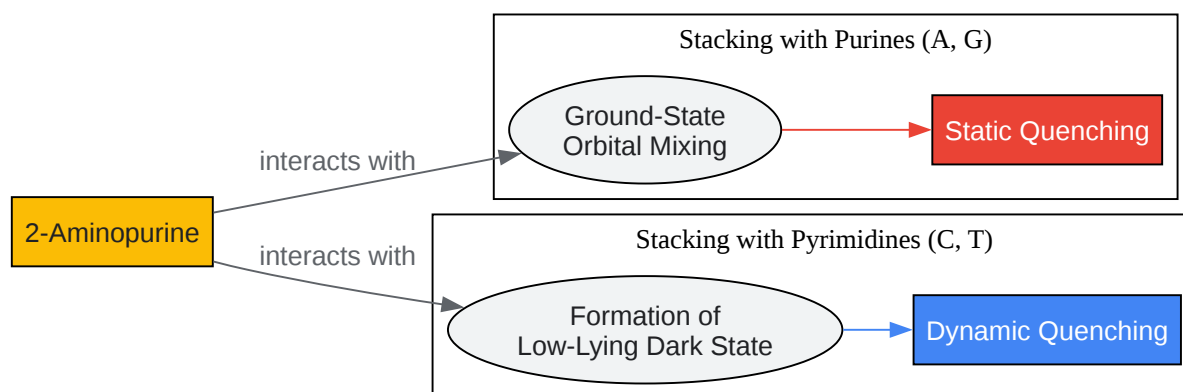 Stacking with Purines (A, G)
Ground-State
Orbital Mixing
Static Quenching
interacts with
2-Aminopurine
interacts with
Stacking with Pyrimidines (C, T)
Formation of
Low-Lying Dark State
Dynamic Quenching